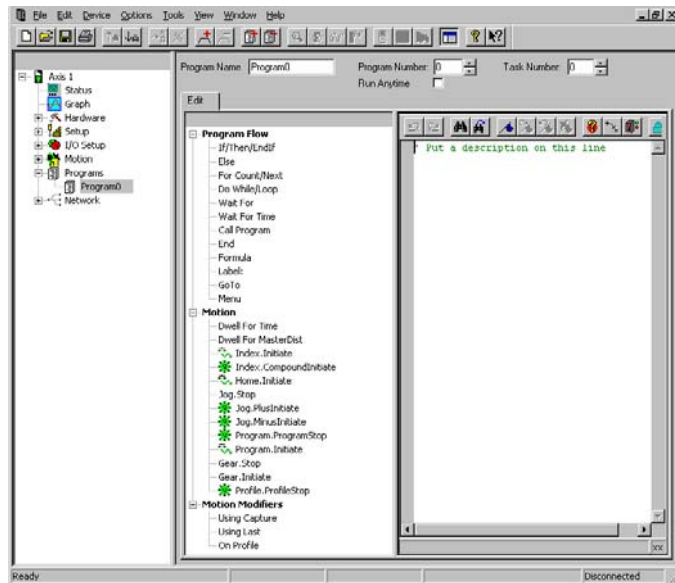 File Edit Device Options Tools View Window Help
Program Name Program0 Program Number: 0 Task Number: 0
Run Anytime
Axis 1
Status
Graph
Hardware
Setup
I/O Setup
Motion
Programs
Program0
Network
Edit
Program Flow
If/Then/EndIf
Else
For Count/Next
Do While/Loop
Wait For
Wait For Time
Call Program
End
Formula
Label:
GoTo
Menu
Motion
Dwell For Time
Dwell For MasterDist
Index.Initiate
Index.CompoundInitiate
Home.Initiate
Jog.Stop
Jog.PlusInitiate
Jog.MinusInitiate
Program.ProgramStop
Program.Initiate
Gear.Stop
Gear.Initiate
Profile.ProfileStop
Motion Modifiers
Using Capture
Using Last
On Profile
' Put a description on this line
xx
Ready Disconnected